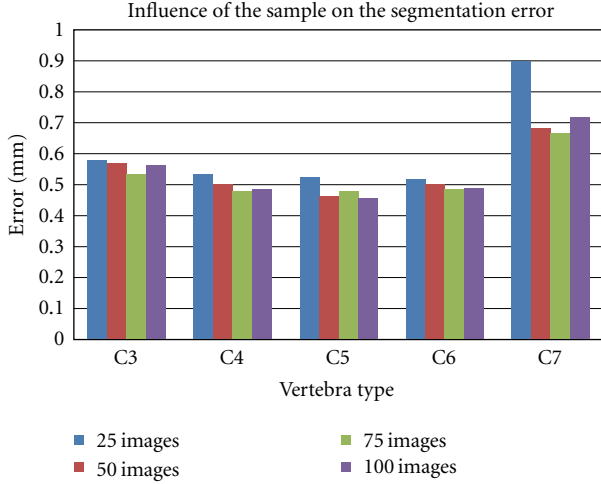 Influence of the sample on the segmentation error
1
0.9
0.8
0.7
0.6
0.5
0.4
0.3
0.2
0.1
0
Error (mm)
C3 C4 C5 C6 C7
Vertebra type
25 images 75 images
50 images 100 images